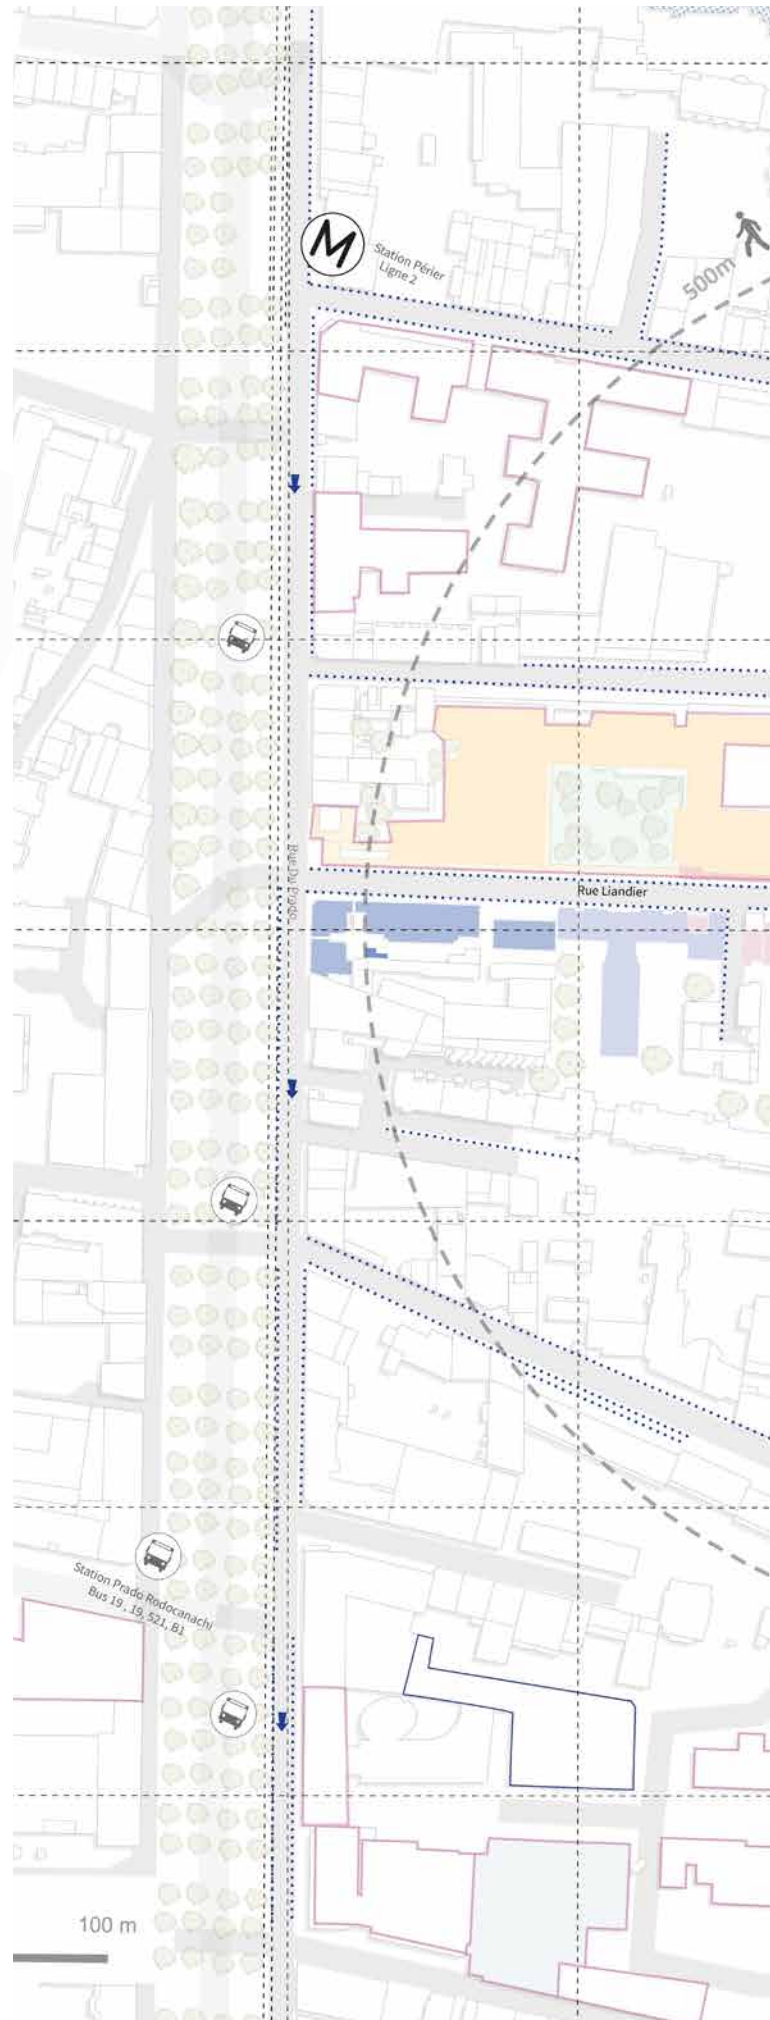 M
Station Périer
Ligne 2
500m
Rue Du Prado
Rue Liandier
Station Prado Rodocanachi
Bus 19 , 19, 521, B1
100 m